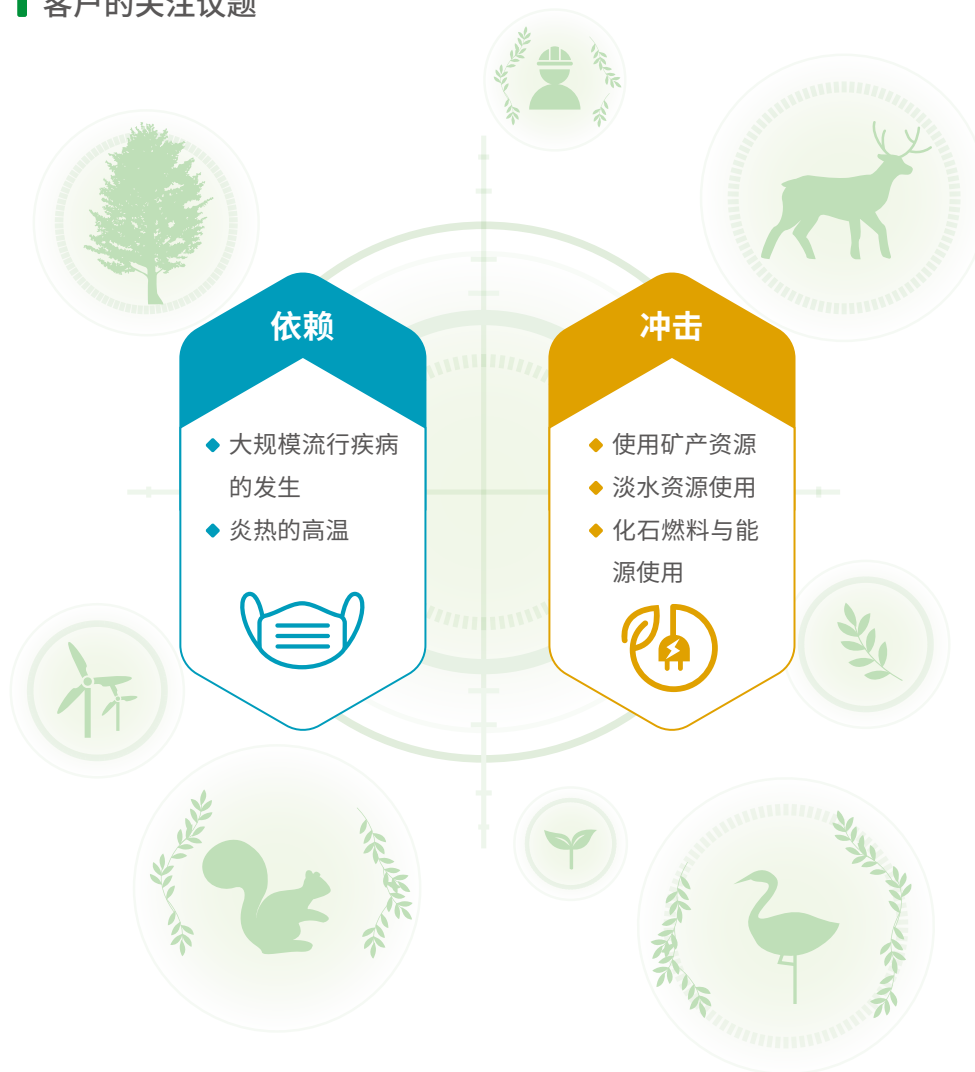 客户的关注议题
依赖
大规模流行疾病
的发生
炎热的高温
冲击
使用矿产资源
淡水资源使用
化石燃料与能
源使用